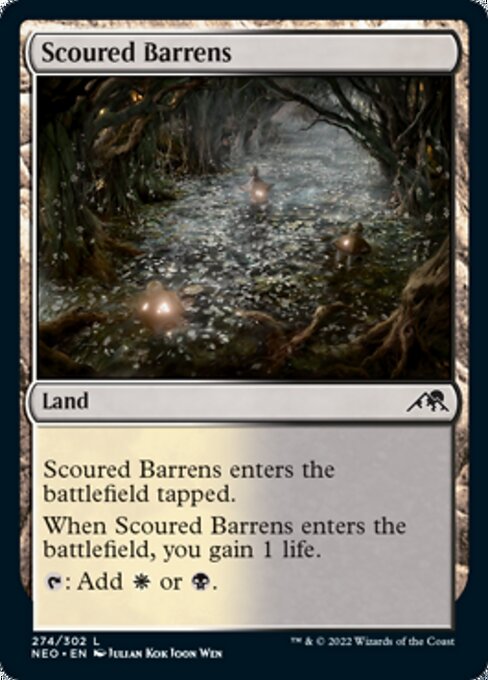 Scoured Barrens
Land
Scoured Barrens enters the
battlefield tapped.
When Scoured Barrens enters the
battlefield, you gain 1 life.
: Add or .
274/302 L
™ & © 2022 Wizards of the Coast
NEO • EN Julian Kok Joon Wen